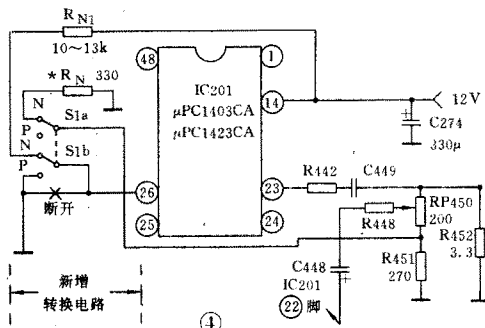 R_N1
10～13k
*R_N 330
N
S1a
P
N
S1b
P
断开
新增
转换电路
48
1
IC201
μPC1403CA
μPC1423CA
14
12V
+
C274
330μ
26
23
25
24
R442
C449
R448
RP450
200
R452
3.3
R451
270
C448
+
IC201
22 脚
4